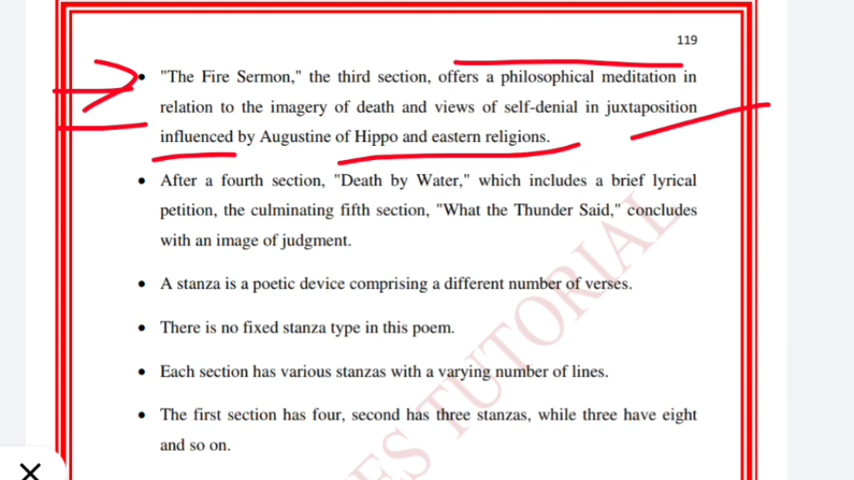 119
• "The Fire Sermon," the third section, offers a philosophical meditation in
relation to the imagery of death and views of self-denial in juxtaposition
influenced by Augustine of Hippo and eastern religions.
• After a fourth section, "Death by Water," which includes a brief lyrical
petition, the culminating fifth section, "What the Thunder Said," concludes
with an image of judgment.
• A stanza is a poetic device comprising a different number of verses.
• There is no fixed stanza type in this poem.
• Each section has various stanzas with a varying number of lines.
• The first section has four, second has three stanzas, while three have eight
and so on.
TUTORIAL